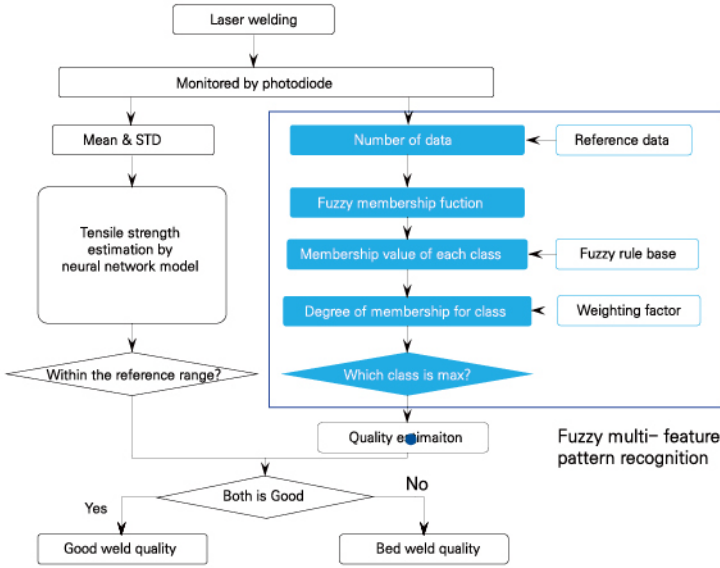 Laser welding
Monitored by photodiode
Mean & STD
Number of data
Reference data
Tensile strength
estimation by
neural network model
Fuzzy membership fuction
Membership value of each class
Fuzzy rule base
Degree of membership for class
Weighting factor
Within the reference range?
Which class is max?
Quality estimaiton
Fuzzy multi- feature
pattern recognition
Both is Good
Yes
No
Good weld quality
Bed weld quality